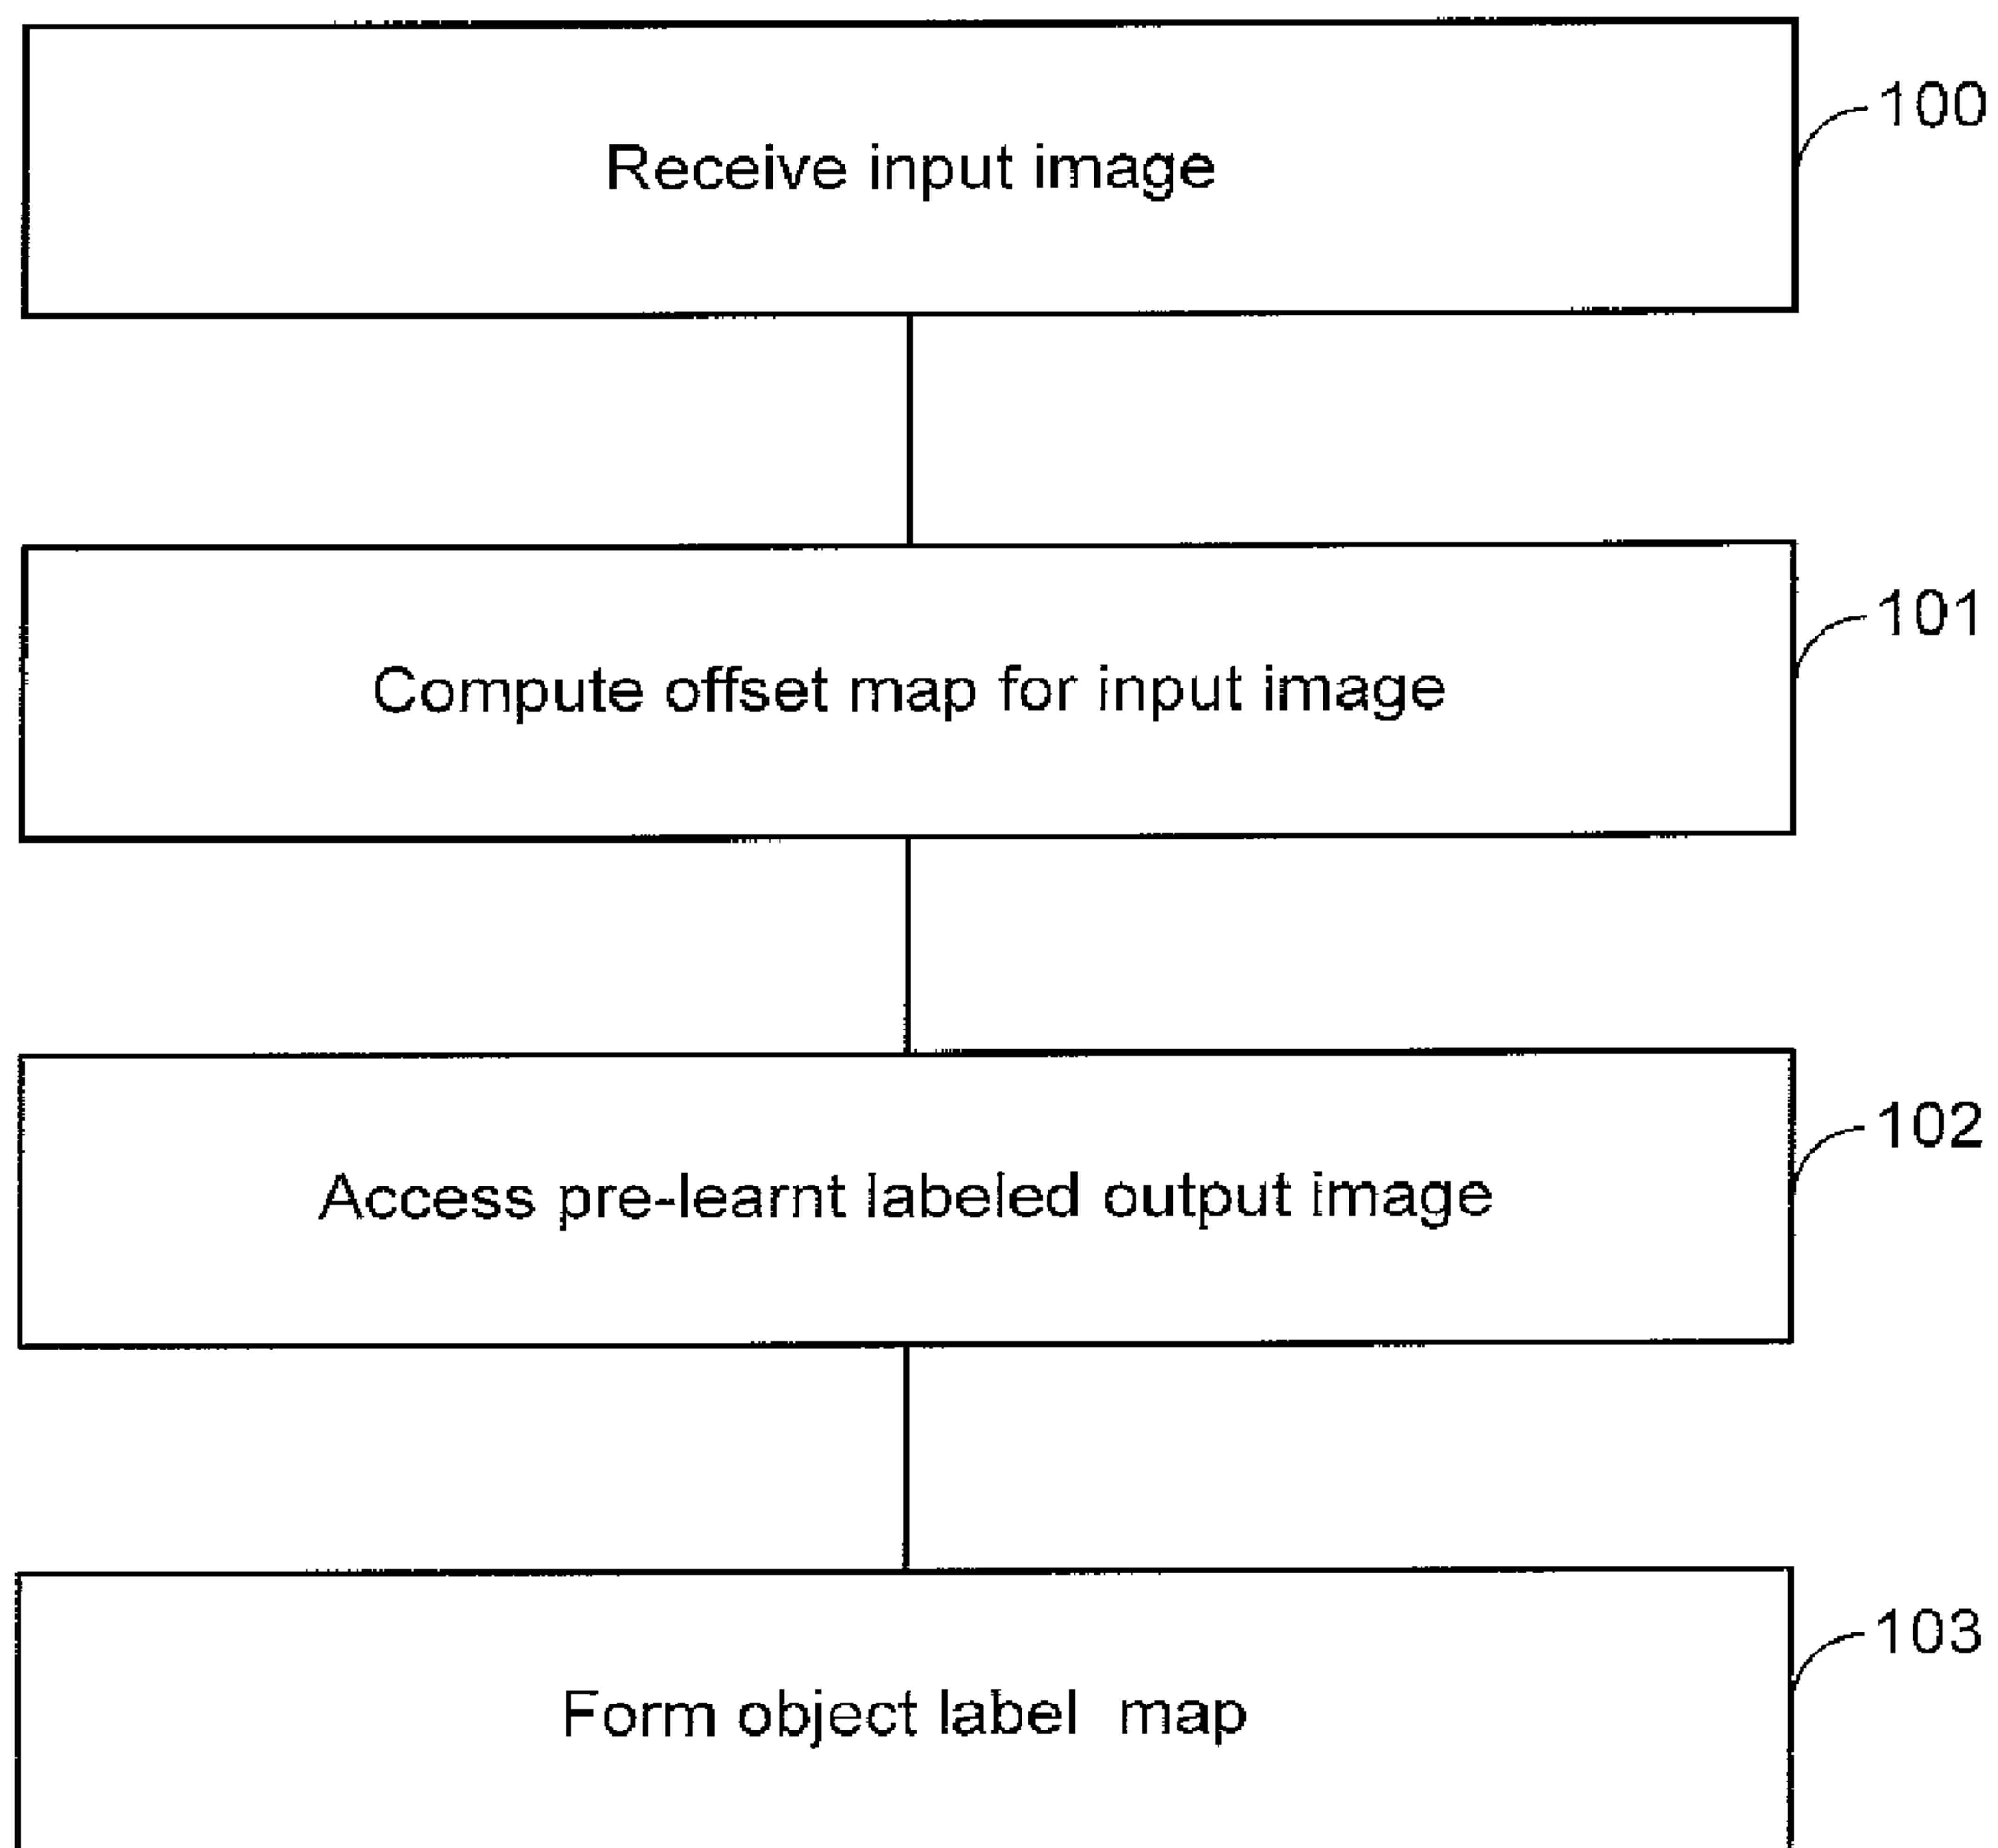 100
Receive input image
101
Compute offset map for input image
102
Access pre-learnt labeled output image
103
Form object label map